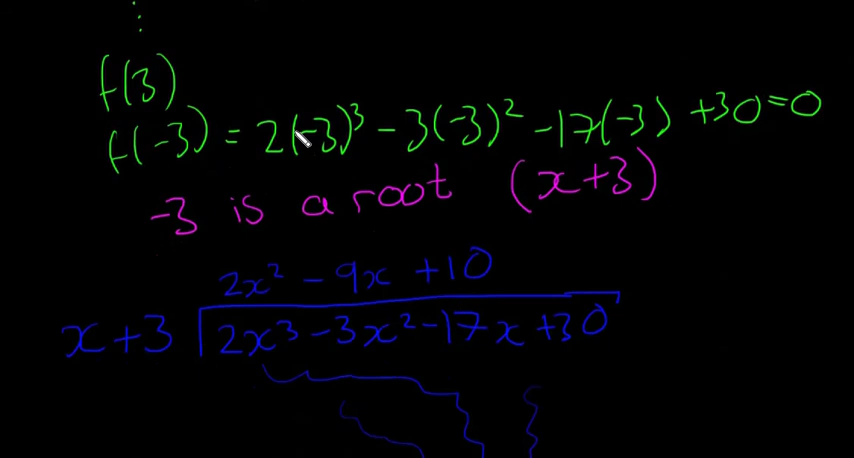 f(3)
f(-3) = 2(-3)³ - 3(-3)² - 17(-3) + 30 = 0
-3 is a root (x+3)
2x² - 9x + 10
x + 3 2x³ - 3x² - 17x + 30